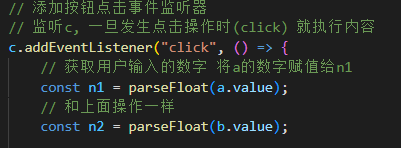 // 添加按钮点击事件监听器
// 监听c, 一旦发生点击操作时(click) 就执行内容
c.addEventListener("click", () => {
// 获取用户输入的数字 将a的数字赋值给n1
const n1 = parseFloat(a.value);
// 和上面操作一样
const n2 = parseFloat(b.value);